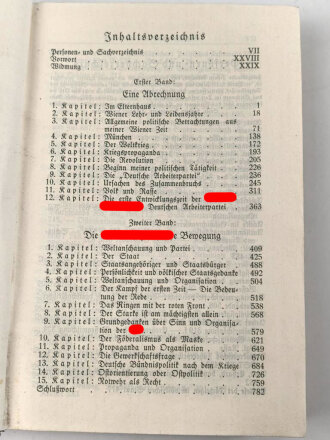 Inhaltsverzeichnis
Personen- und Sachverzeichnis VII
Vorwort XXVIII
Widmung XXIX
Erster Band:
Eine Abrechnung
1. Kapitel: Im Elternhaus 1
2. Kapitel: Wiener Lehr- und Leidensjahre 18
3. Kapitel: Allgemeine politische Betrachtungen aus
meiner Wiener Zeit 71
4. Kapitel: München 138
5. Kapitel: Der Weltkrieg 172
6. Kapitel: Kriegspropaganda 193
7. Kapitel: Die Revolution 205
8. Kapitel: Beginn meiner politischen Tätigkeit 226
9. Kapitel: Die „Deutsche Arbeiterpartei“ 236
10. Kapitel: Ursachen des Zusammenbruchs 245
11. Kapitel: Volk und Rasse 311
12. Kapitel: Die erste Entwicklungszeit der
Deutschen Arbeiterpartei 363
Zweiter Band:
Die e Bewegung
1. Kapitel: Weltanschauung und Partei 409
2. Kapitel: Der Staat 425
3. Kapitel: Staatsangehöriger und Staatsbürger 488
4. Kapitel: Persönlichkeit und völkischer Staatsgedanke 492
5. Kapitel: Weltanschauung und Organisation 504
6. Kapitel: Der Kampf der ersten Zeit — Die Bedeu-
tung der Rede 518
7. Kapitel: Das Ringen mit der roten Front 538
8. Kapitel: Der Starke ist am mächtigsten allein 568
9. Kapitel: Grundgedanken über Sinn und Organisa-
tion der 579
10. Kapitel: Der Föderalismus als Maske 621
11. Kapitel: Propaganda und Organisation 649
12. Kapitel: Die Gewerkschaftsfrage 670
13. Kapitel: Deutsche Bündnispolitik nach dem Kriege 684
14. Kapitel: Ostorientierung oder Ostpolitik 726
15. Kapitel: Notwehr als Recht 759
Schlußwort 782